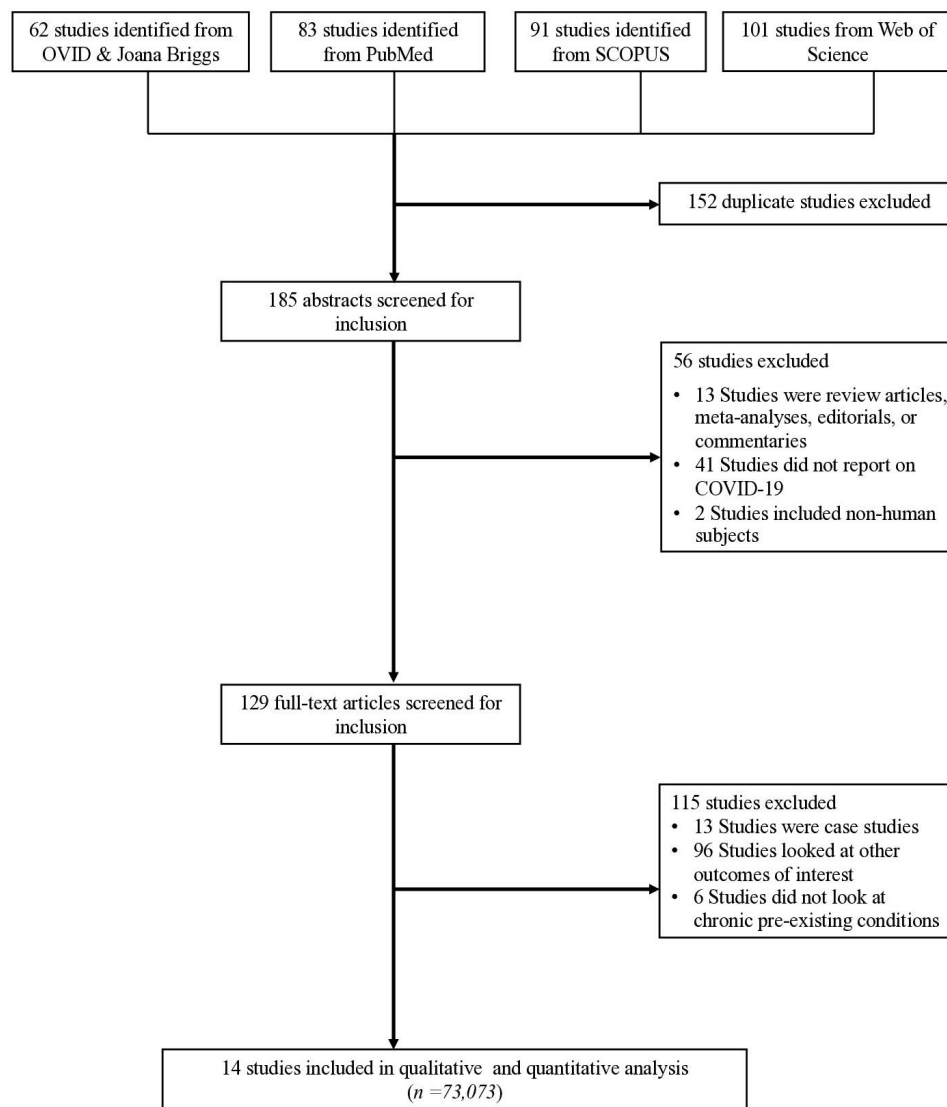 62 studies identified from
OVID & Joana Briggs
83 studies identified
from PubMed
91 studies identified
from SCOPUS
101 studies from Web of
Science
152 duplicate studies excluded
185 abstracts screened for
inclusion
56 studies excluded
• 13 Studies were review articles,
meta-analyses, editorials, or
commentaries
• 41 Studies did not report on
COVID-19
• 2 Studies included non-human
subjects
129 full-text articles screened for
inclusion
115 studies excluded
• 13 Studies were case studies
• 96 Studies looked at other
outcomes of interest
• 6 Studies did not look at
chronic pre-existing conditions
14 studies included in qualitative and quantitative analysis
(n =73,073)